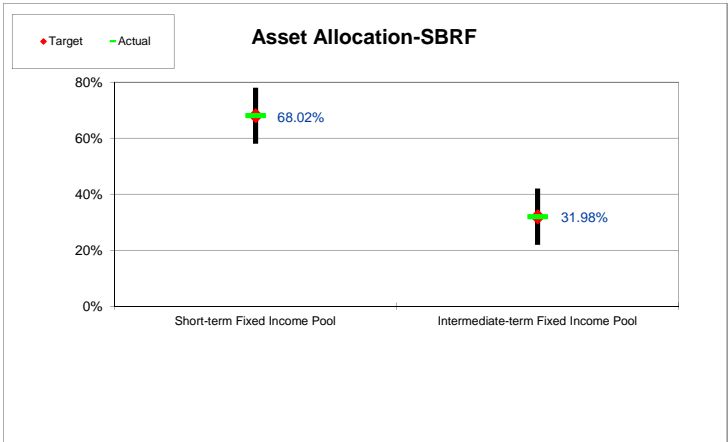 Target Actual
Asset Allocation-SBRF
80%
68.02%
60%
40%
31.98%
20%
0%
Short-term Fixed Income Pool Intermediate-term Fixed Income Pool